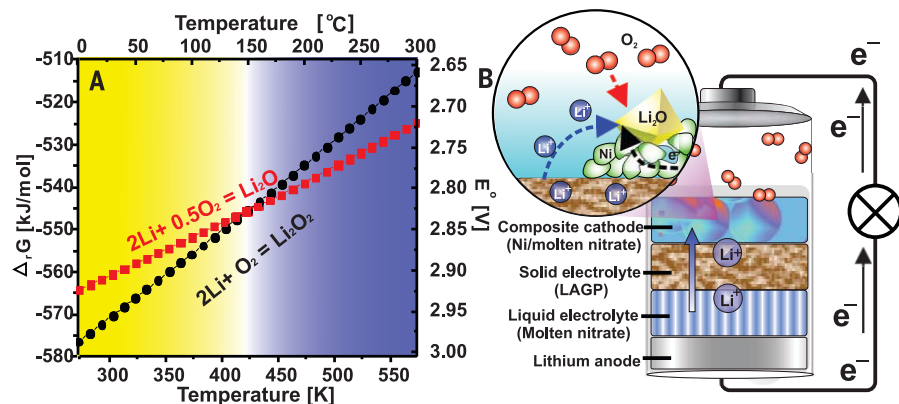 Temperature [°C]
0 50 100 150 200 250 300
A
-510
-520
-530
-540
-550
-560
-570
-580
ΔrG [kJ/mol]
2.65
2.70
2.75
2.80
2.85
2.90
2.95
3.00
E° [V]
2Li+ 0.5O2 = Li2O
2Li+ O2 = Li2O2
300 350 400 450 500 550
Temperature [K]
B
O2
Li+
Li2O
Li+
Ni
e-
Li+
Li+
Composite cathode
(Ni/molten nitrate)
Solid electrolyte
(LAGP)
Liquid electrolyte
(Molten nitrate)
Lithium anode
Li+
Li+
e−
e−
e−
e−
e−